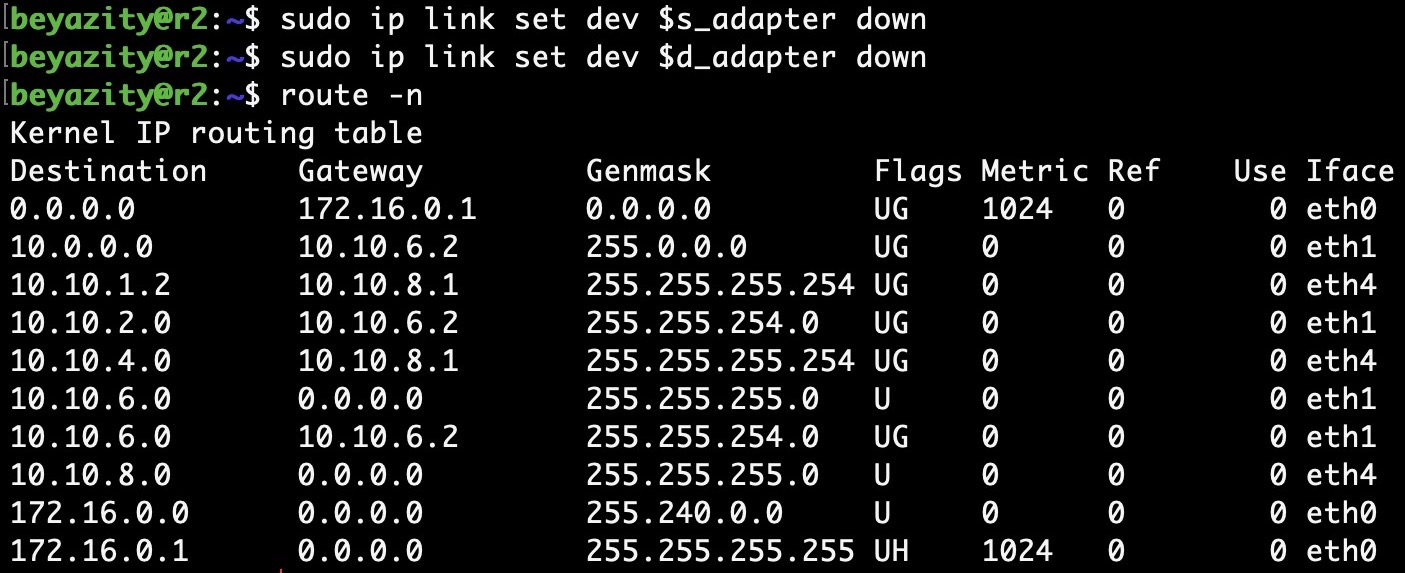 [beyazity@r2:~$ sudo ip link set dev $s_adapter down
[beyazity@r2:~$ sudo ip link set dev $d_adapter down
[beyazity@r2:~$ route -n
Kernel IP routing table
Destination     Gateway         Genmask         Flags Metric Ref    Use Iface
0.0.0.0         172.16.0.1      0.0.0.0         UG    1024   0        0 eth0
10.0.0.0        10.10.6.2       255.0.0.0       UG    0      0        0 eth1
10.10.1.2       10.10.8.1       255.255.255.254 UG    0      0        0 eth4
10.10.2.0       10.10.6.2       255.255.254.0   UG    0      0        0 eth1
10.10.4.0       10.10.8.1       255.255.255.254 UG    0      0        0 eth4
10.10.6.0       0.0.0.0         255.255.255.0   U     0      0        0 eth1
10.10.6.0       10.10.6.2       255.255.254.0   UG    0      0        0 eth1
10.10.8.0       0.0.0.0         255.255.255.0   U     0      0        0 eth4
172.16.0.0      0.0.0.0         255.240.0.0     U     0      0        0 eth0
172.16.0.1      0.0.0.0         255.255.255.255 UH    1024   0        0 eth0